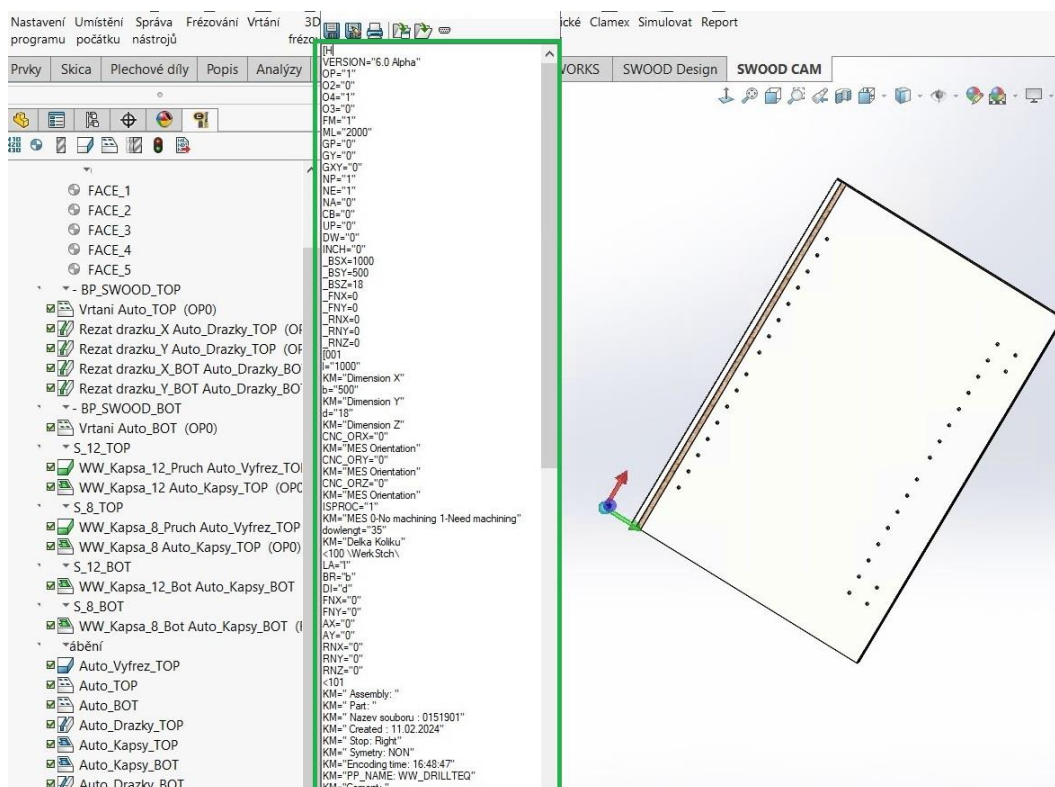 Nastavení Umístění Správa Frézování Vrtání 3D
programu počátku nástrojů frézo
ické Clamex Simulovat Report
Prvky Skica Plechové díly Popis Analýzy
WORKS SWOOD Design SWOOD CAM
FACE_1
FACE_2
FACE_3
FACE_4
FACE_5
- BP_SWOOD_TOP
Vrtani Auto_TOP (OP0)
Rezat drazku_X Auto_Drazky_TOP (OF
Rezat drazku_Y Auto_Drazky_TOP (OF
Rezat drazku_X_BOT Auto_Drazky_BO
Rezat drazku_Y_BOT Auto_Drazky_BO
- BP_SWOOD_BOT
Vrtani Auto_BOT (OP0)
S_12_TOP
WW_Kapsa_12_Pruch Auto_Vyfrez_TOI
WW_Kapsa_12 Auto_Kapsy_TOP (OPC
S_8_TOP
WW_Kapsa_8_Pruch Auto_Vyfrez_TOP
WW_Kapsa_8 Auto_Kapsy_TOP (OP0)
S_12_BOT
WW_Kapsa_12_Bot Auto_Kapsy_BOT
S_8_BOT
WW_Kapsa_8_Bot Auto_Kapsy_BOT (I
ábění
Auto_Vyfrez_TOP
Auto_TOP
Auto_BOT
Auto_Drazky_TOP
Auto_Kapsy_TOP
Auto_Kapsy_BOT
Auto_Drazky_BOT
[H
VERSION="6.0 Alpha"
OP="1"
O2="0"
O4="1"
O3="0"
FM="1"
ML="2000"
GP="0"
GY="0"
GXY="0"
NP="1"
NE="1"
NA="0"
CB="0"
UP="0"
DW="0"
INCH="0"
_BSX=1000
_BSY=500
_BSZ=18
_FNX=0
_FNY=0
_RNX=0
_RNY=0
_RNZ=0
[001
l="1000"
KM="Dimension X"
b="500"
KM="Dimension Y"
d="18"
KM="Dimension Z"
CNC_ORX="0"
KM="MES Orientation"
CNC_ORY="0"
KM="MES Orientation"
CNC_ORZ="0"
KM="MES Orientation"
ISPROC="1"
KM="MES 0-No machining 1-Need machining"
dowlengt="35"
KM="Delka Koliku"
<100 \WerkStch\
LA="l"
BR="b"
DI="d"
FNX="0"
FNY="0"
AX="0"
AY="0"
RNX="0"
RNY="0"
RNZ="0"
<101
KM=" Assembly: "
KM=" Part: "
KM=" Nazev souboru : 0151901"
KM=" Created : 11.02.2024"
KM=" Stop: Right"
KM=" Symetry: NON"
KM="Encoding time: 16:48:47"
KM="PP_NAME: WW_DRILLTEQ"
KM="Coment: "